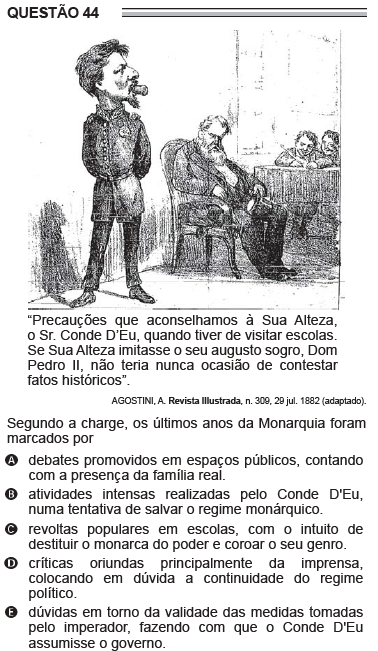 QUESTÃO 44
“Precauções que aconselhamos à Sua Alteza,
o Sr. Conde D’Eu, quando tiver de visitar escolas.
Se Sua Alteza imitasse o seu augusto sogro, Dom
Pedro II, não teria nunca ocasião de contestar
fatos históricos”.
AGOSTINI, A. Revista Illustrada, n. 309, 29 jul. 1882 (adaptado).
Segundo a charge, os últimos anos da Monarquia foram
marcados por
A debates promovidos em espaços públicos, contando
com a presença da família real.
B atividades intensas realizadas pelo Conde D'Eu,
numa tentativa de salvar o regime monárquico.
C revoltas populares em escolas, com o intuito de
destituir o monarca do poder e coroar o seu genro.
D críticas oriundas principalmente da imprensa,
colocando em dúvida a continuidade do regime
político.
E dúvidas em torno da validade das medidas tomadas
pelo imperador, fazendo com que o Conde D'Eu
assumisse o governo.